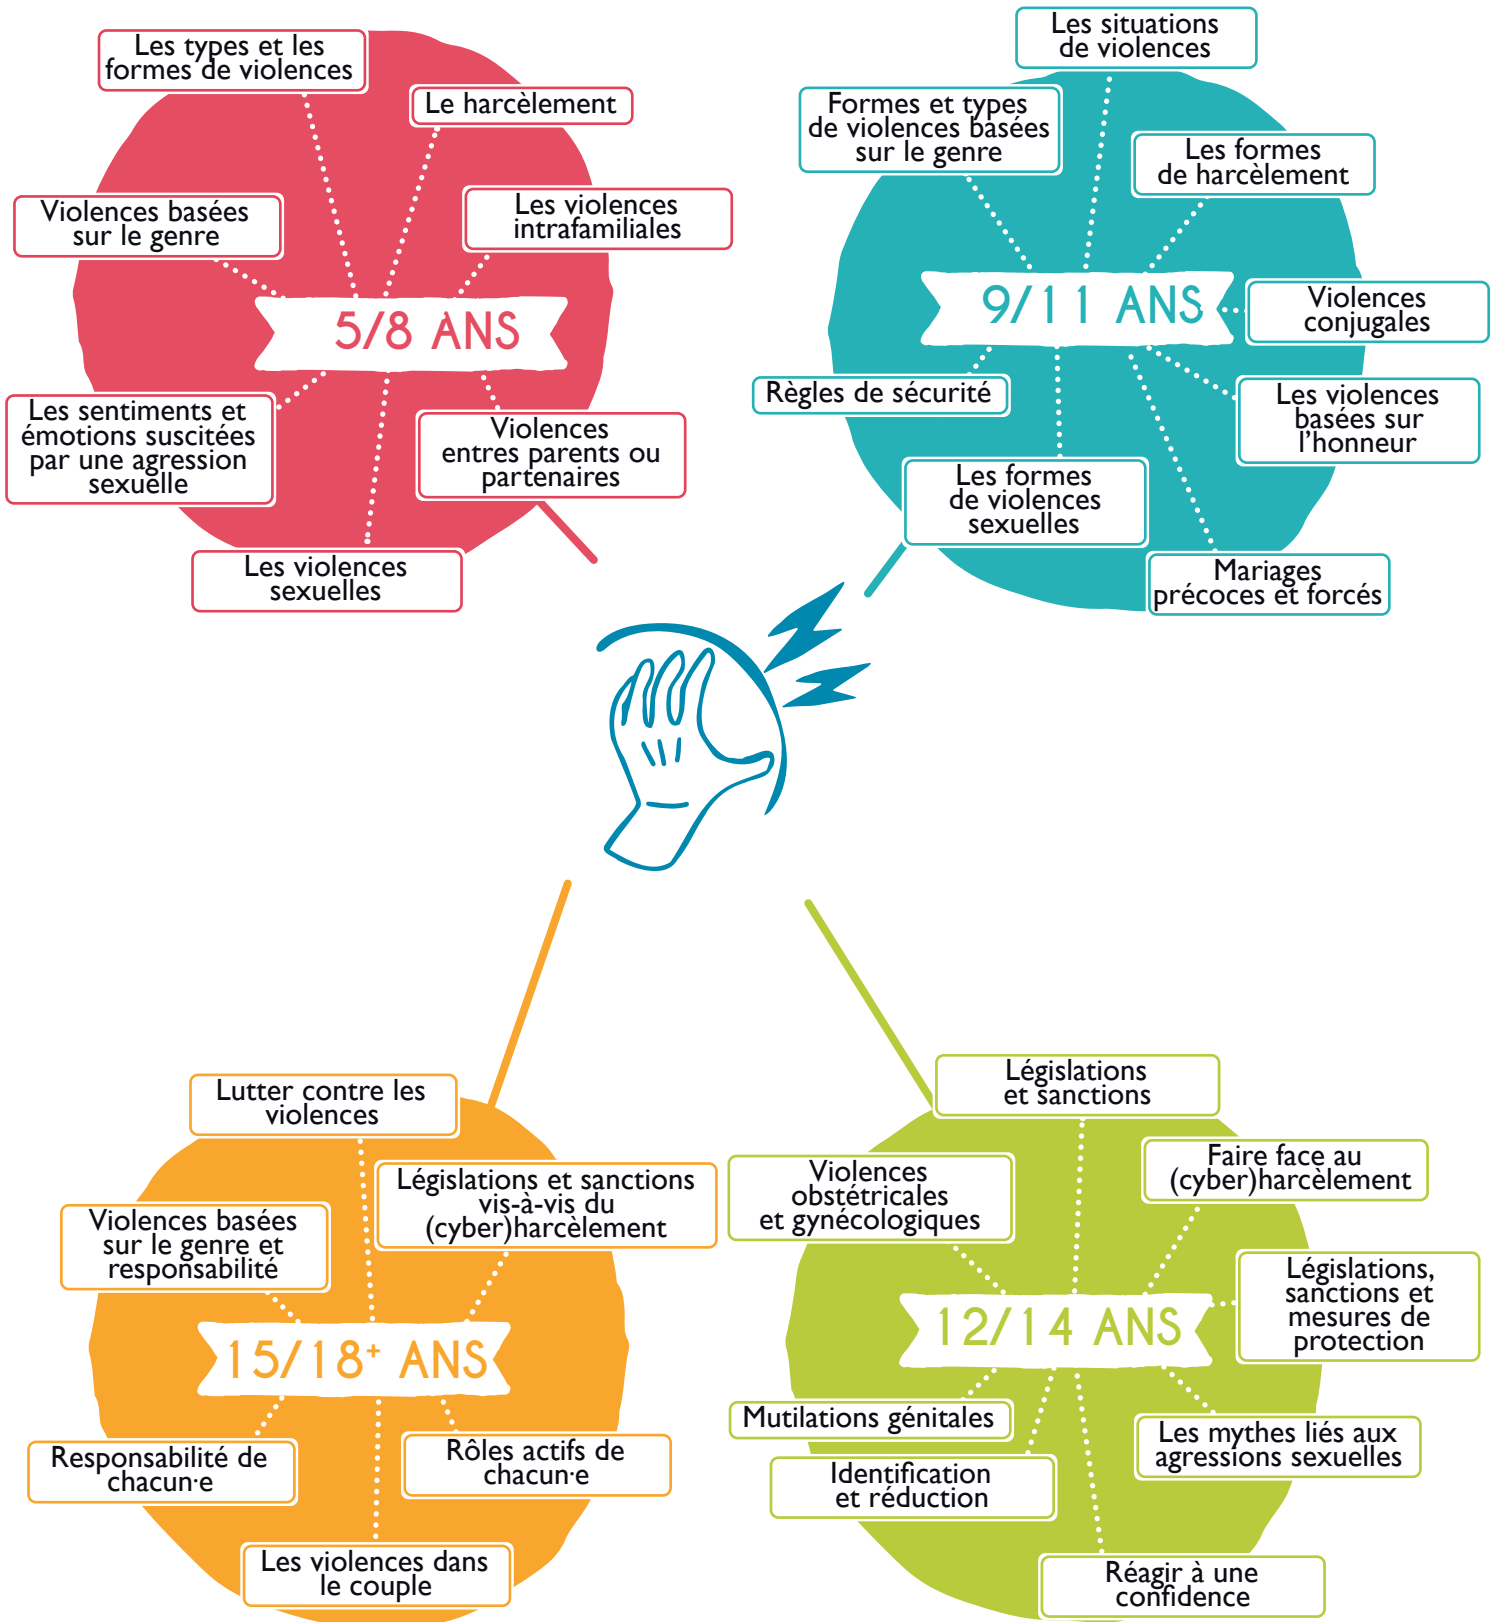 Les types et les
formes de violences
Le harcèlement
Violences basées
sur le genre
Les violences
intrafamiliales
5/8 ANS
Les sentiments et
émotions suscitées
par une agression
sexuelle
Violences
entres parents ou
partenaires
Les violences
sexuelles
Les situations
de violences
Formes et types
de violences basées
sur le genre
Les formes
de harcèlement
9/11 ANS
Violences
conjugales
Règles de sécurité
Les violences
basées sur
l'honneur
Les formes
de violences
sexuelles
Mariages
précoces et forcés
Lutter contre les
violences
Législations et sanctions
vis-à-vis du
(cyber)harcèlement
Violences basées
sur le genre et
responsabilité
15/18+ ANS
Responsabilité de
chacun·e
Rôles actifs de
chacun·e
Les violences dans
le couple
Législations
et sanctions
Violences
obstétricales
et gynécologiques
Faire face au
(cyber)harcèlement
Législations,
sanctions et
mesures de
protection
12/14 ANS
Mutilations génitales
Les mythes liés aux
agressions sexuelles
Identification
et réduction
Réagir à une
confidence